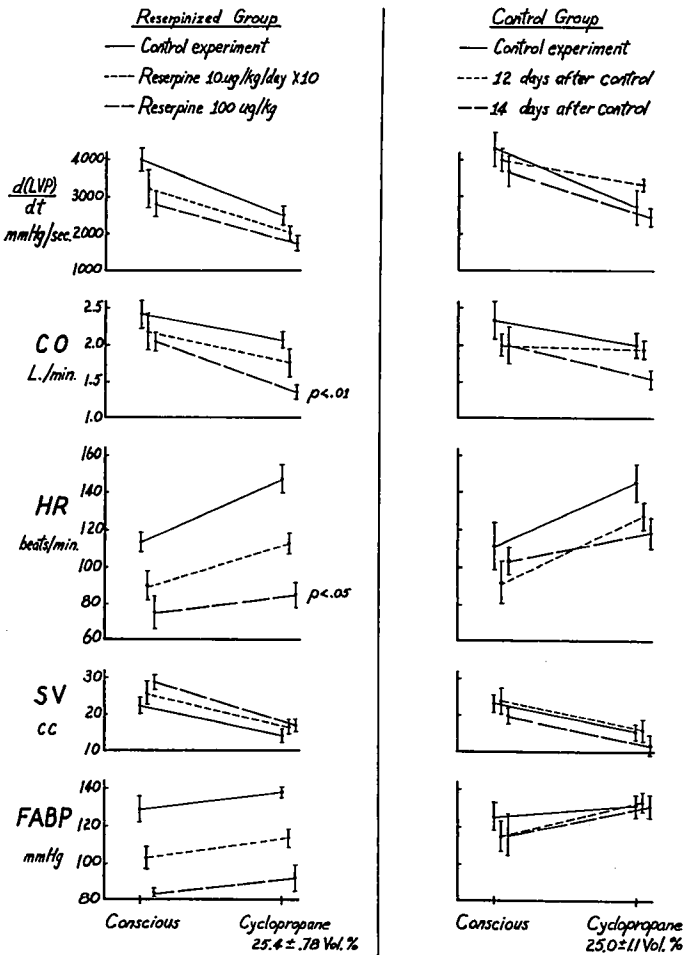 Reserpinized Group
Control experiment
Reserpine 10ug/kg/day X10
Reserpine 100 ug/kg
Control Group
Control experiment
12 days after control
14 days after control
d(LVP)
dt
mmHg/sec.
4000
3000
2000
1000
CO
L./min.
2.5
2.0
1.5
1.0
p<.01
HR
beats/min.
160
140
120
100
80
60
p<.05
SV
cc
30
20
10
FABP
mmHg
140
120
100
80
Conscious
Cyclopropane
25.4 ± .78 Vol. %
Conscious
Cyclopropane
25.0±1.1 Vol. %